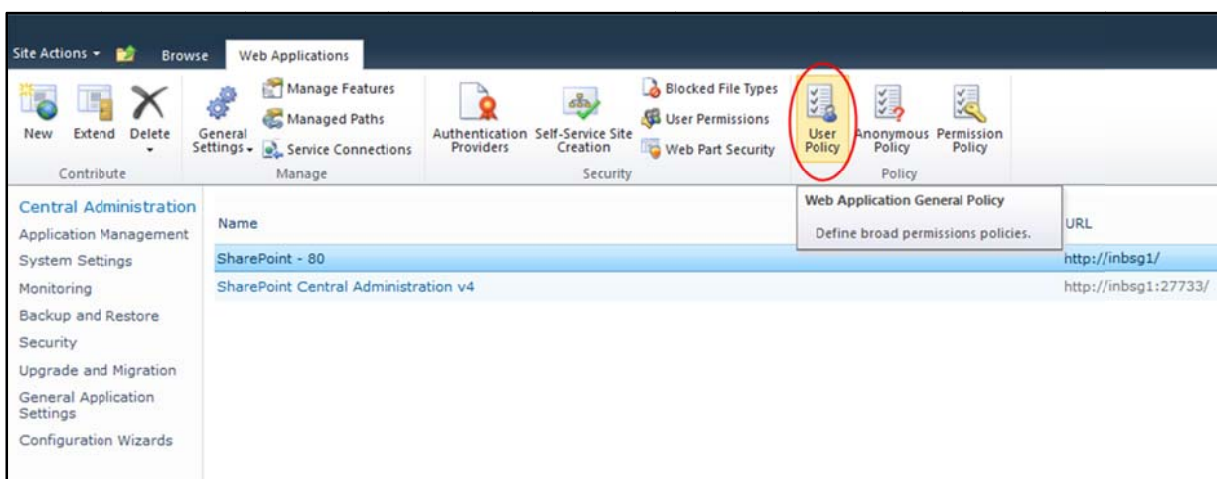 Site Actions Browse Web Applications
New
Extend
Delete
Contribute
General
Settings
Manage Features
Managed Paths
Service Connections
Manage
Authentication
Providers
Self-Service Site
Creation
Blocked File Types
User Permissions
Web Part Security
Security
User
Policy
Anonymous
Policy
Permission
Policy
Policy
Web Application General Policy
Define broad permissions policies.
Central Administration
Application Management
System Settings
Monitoring
Backup and Restore
Security
Upgrade and Migration
General Application
Settings
Configuration Wizards
Name URL
SharePoint - 80 http://inbsg1/
SharePoint Central Administration v4 http://inbsg1:27733/